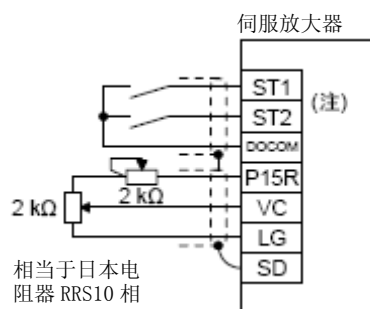 伺服放大器
ST1
(注)
ST2
DOCOM
P15R
2 kΩ
2 kΩ
VC
LG
SD
相当于日本电
阻器 RRS10 相